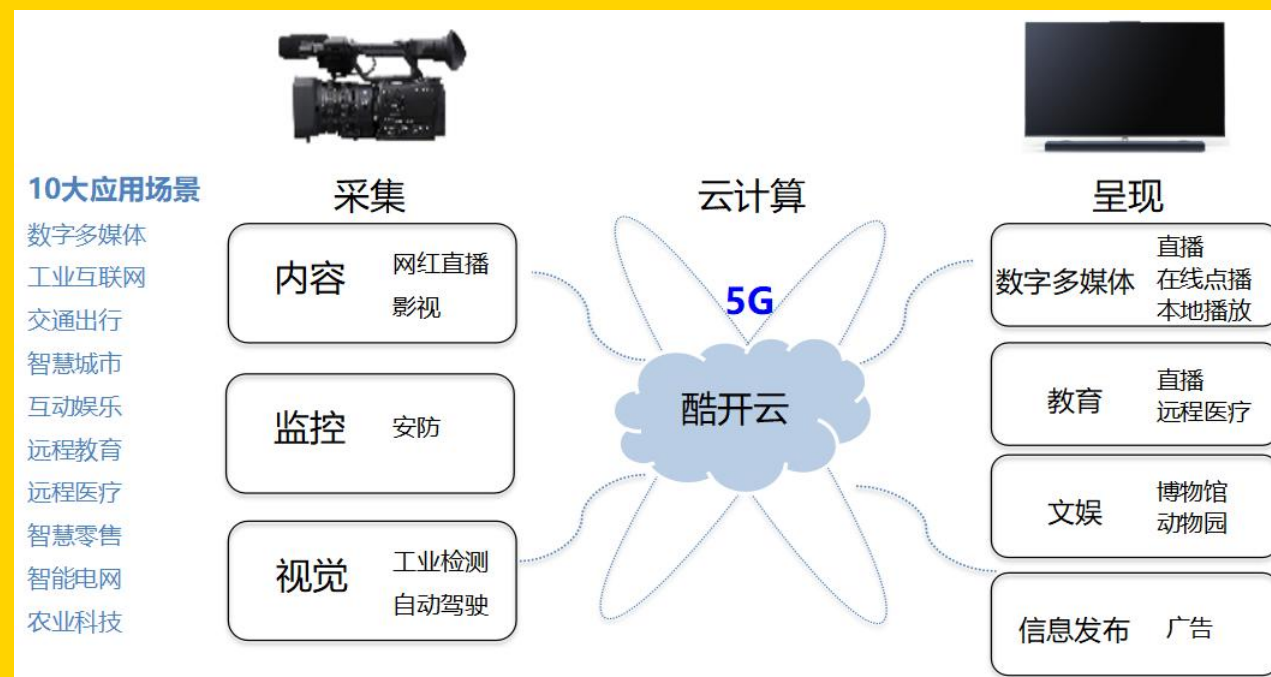 10大应用场景
数字多媒体
工业互联网
交通出行
智慧城市
互动娱乐
远程教育
远程医疗
智慧零售
智能电网
农业科技
采集
内容
网红直播
影视
监控
安防
视觉
工业检测
自动驾驶
云计算
5G
酷开云
呈现
数字多媒体
直播
在线点播
本地播放
教育
直播
远程医疗
文娱
博物馆
动物园
信息发布
广告